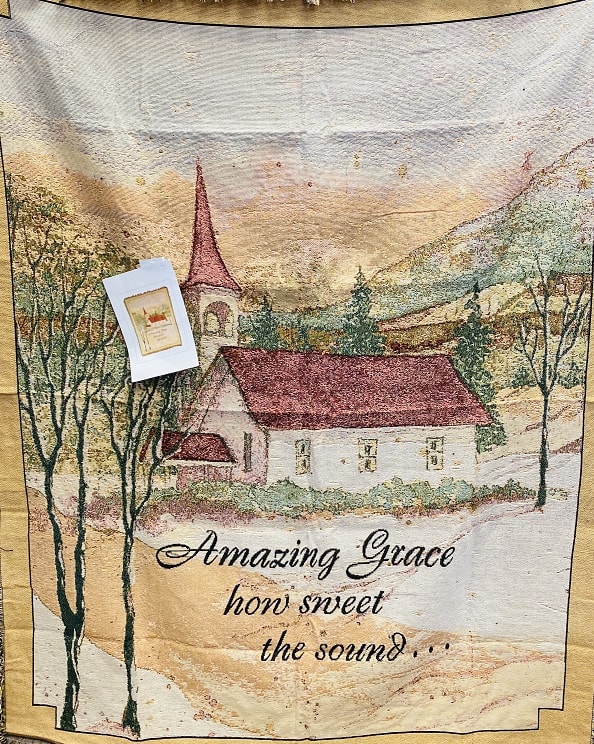 Amazing Grace
how sweet
the sound...